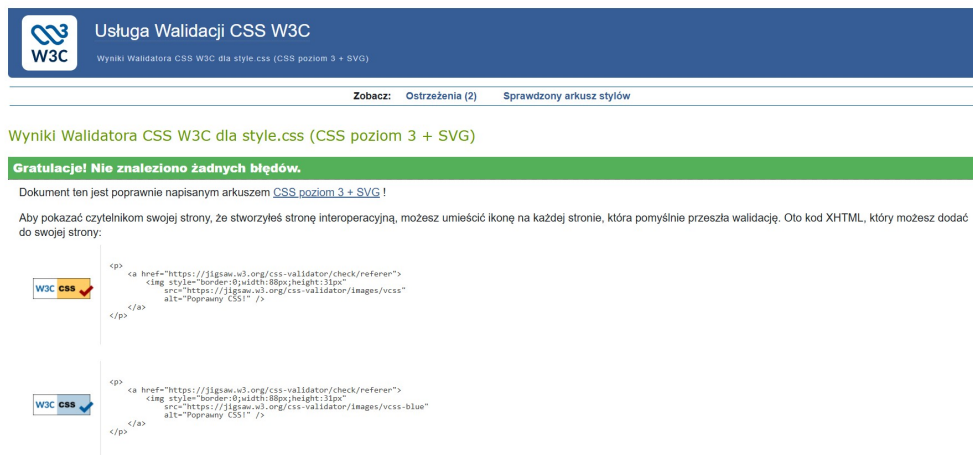 W3C
Usługa Walidacji CSS W3C
Wyniki Walidatora CSS W3C dla style.css (CSS poziom 3 + SVG)
Zobacz: Ostrzeżenia (2) Sprawdzony arkusz stylów
Wyniki Walidatora CSS W3C dla style.css (CSS poziom 3 + SVG)
Gratulacje! Nie znaleziono żadnych błędów.
Dokument ten jest poprawnie napisanym arkuszem CSS poziom 3 + SVG !
Aby pokazać czytelnikom swojej strony, że stworzyłeś stronę interoperacyjną, możesz umieścić ikonę na każdej stronie, która pomyślnie przeszła walidację. Oto kod XHTML, który możesz dodać
do swojej strony:
W3C css
<p>
<a href="https://jigsaw.w3.org/css-validator/check/referer">
<img style="border:0;width:88px;height:31px"
src="https://jigsaw.w3.org/css-validator/images/vcss"
alt="Poprawny CSS!" />
</a>
</p>
W3C css
<p>
<a href="https://jigsaw.w3.org/css-validator/check/referer">
<img style="border:0;width:88px;height:31px"
src="https://jigsaw.w3.org/css-validator/images/vcss-blue"
alt="Poprawny CSS!" />
</a>
</p>